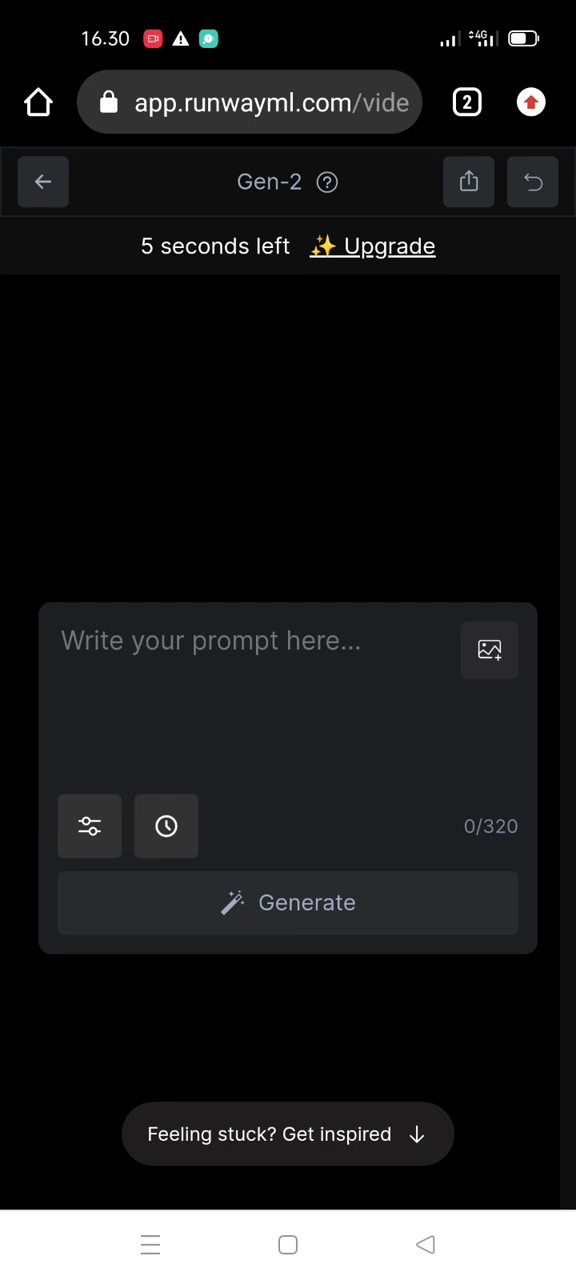 16.30
4G
app.runwayml.com/vide
2
Gen-2
5 seconds left ✨ Upgrade
Write your prompt here...
0/320
Generate
Feeling stuck? Get inspired